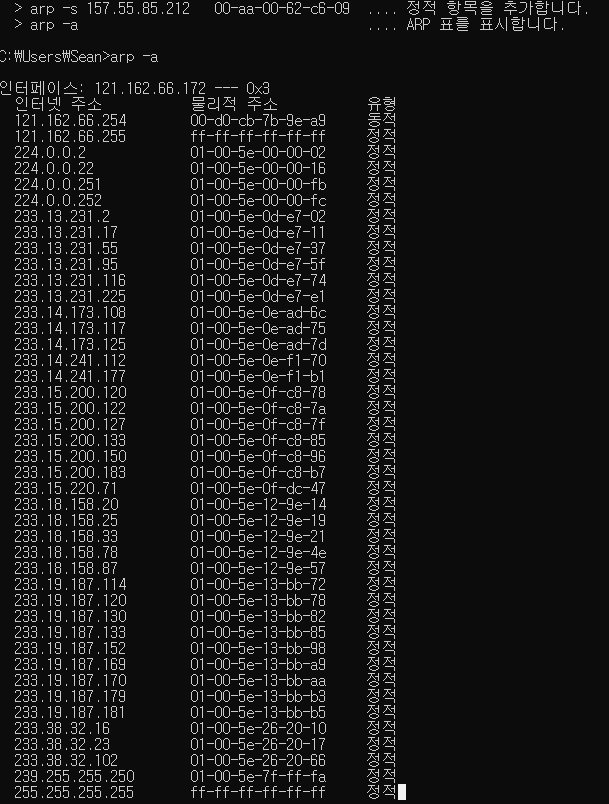 > arp -s 157.55.85.212   00-aa-00-62-c6-09  .... 정적 항목을 추가합니다.
> arp -a                                    .... ARP 표를 표시합니다.
C:\Users\Sean>arp -a
인터페이스: 121.162.66.172 --- 0x3
인터넷 주소           물리적 주소           유형
121.162.66.254        00-d0-cb-7b-9e-a9     동적
121.162.66.255        ff-ff-ff-ff-ff-ff     정적
224.0.0.2             01-00-5e-00-00-02     정적
224.0.0.22            01-00-5e-00-00-16     정적
224.0.0.251           01-00-5e-00-00-fb     정적
224.0.0.252           01-00-5e-00-00-fc     정적
233.13.231.2          01-00-5e-0d-e7-02     정적
233.13.231.17         01-00-5e-0d-e7-11     정적
233.13.231.55         01-00-5e-0d-e7-37     정적
233.13.231.95         01-00-5e-0d-e7-5f     정적
233.13.231.116        01-00-5e-0d-e7-74     정적
233.13.231.225        01-00-5e-0d-e7-e1     정적
233.14.173.108        01-00-5e-0e-ad-6c     정적
233.14.173.117        01-00-5e-0e-ad-75     정적
233.14.173.125        01-00-5e-0e-ad-7d     정적
233.14.241.112        01-00-5e-0e-f1-70     정적
233.14.241.177        01-00-5e-0e-f1-b1     정적
233.15.200.120        01-00-5e-0f-c8-78     정적
233.15.200.122        01-00-5e-0f-c8-7a     정적
233.15.200.127        01-00-5e-0f-c8-7f     정적
233.15.200.133        01-00-5e-0f-c8-85     정적
233.15.200.150        01-00-5e-0f-c8-96     정적
233.15.200.183        01-00-5e-0f-c8-b7     정적
233.15.220.71         01-00-5e-0f-dc-47     정적
233.18.158.20         01-00-5e-12-9e-14     정적
233.18.158.25         01-00-5e-12-9e-19     정적
233.18.158.33         01-00-5e-12-9e-21     정적
233.18.158.78         01-00-5e-12-9e-4e     정적
233.18.158.87         01-00-5e-12-9e-57     정적
233.19.187.114        01-00-5e-13-bb-72     정적
233.19.187.120        01-00-5e-13-bb-78     정적
233.19.187.130        01-00-5e-13-bb-82     정적
233.19.187.133        01-00-5e-13-bb-85     정적
233.19.187.152        01-00-5e-13-bb-98     정적
233.19.187.169        01-00-5e-13-bb-a9     정적
233.19.187.170        01-00-5e-13-bb-aa     정적
233.19.187.179        01-00-5e-13-bb-b3     정적
233.19.187.181        01-00-5e-13-bb-b5     정적
233.38.32.16          01-00-5e-26-20-10     정적
233.38.32.23          01-00-5e-26-20-17     정적
233.38.32.102         01-00-5e-26-20-66     정적
239.255.255.250       01-00-5e-7f-ff-fa     정적
255.255.255.255       ff-ff-ff-ff-ff-ff     정적